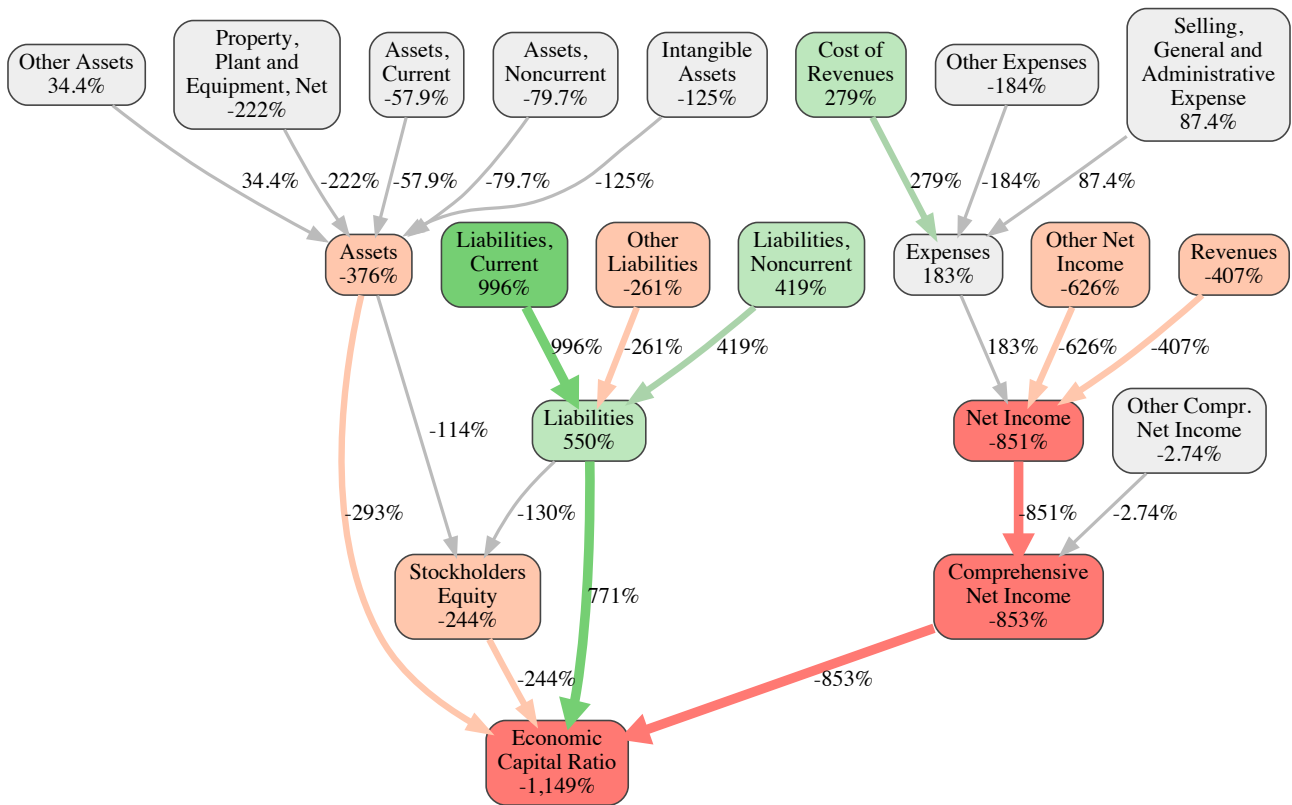 Other Assets
34.4%
Property,
Plant and
Equipment, Net
-222%
Assets,
Current
-57.9%
Assets,
Noncurrent
-79.7%
Intangible
Assets
-125%
Cost of
Revenues
279%
Other Expenses
-184%
Selling,
General and
Administrative
Expense
87.4%
34.4%
-222%
-57.9%
-79.7%
-125%
279%
-184%
87.4%
Assets
-376%
Liabilities,
Current
996%
Other
Liabilities
-261%
Liabilities,
Noncurrent
419%
Expenses
183%
Other Net
Income
-626%
Revenues
-407%
996%
-261%
419%
183%
-626%
-407%
-114%
Liabilities
550%
Net Income
-851%
Other Compr.
Net Income
-2.74%
-293%
-130%
-851%
-2.74%
Stockholders
Equity
-244%
771%
Comprehensive
Net Income
-853%
-244%
-853%
Economic
Capital Ratio
-1,149%